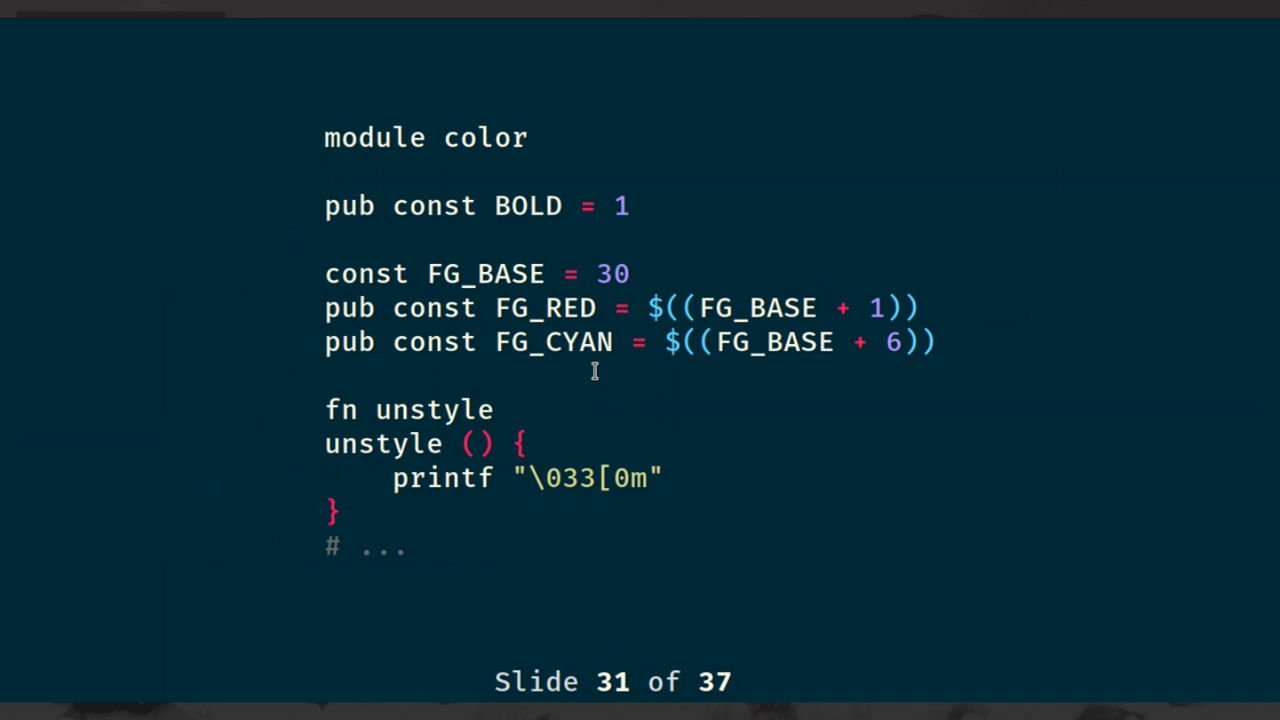 module color
pub const BOLD = 1
const FG_BASE = 30
pub const FG_RED = $((FG_BASE + 1))
pub const FG_CYAN = $((FG_BASE + 6))
fn unstyle
unstyle () {
    printf "\033[0m"
}
# ...
Slide 31 of 37